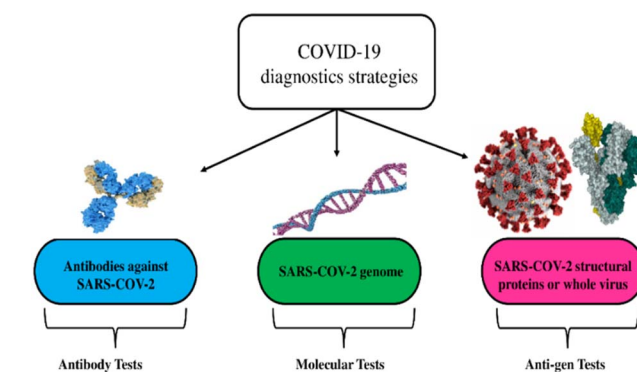 COVID-19
diagnostics strategies
Antibodies against
SARS-COV-2
SARS-COV-2 genome
SARS-COV-2 structural
proteins or whole virus
Antibody Tests
Molecular Tests
Anti-gen Tests